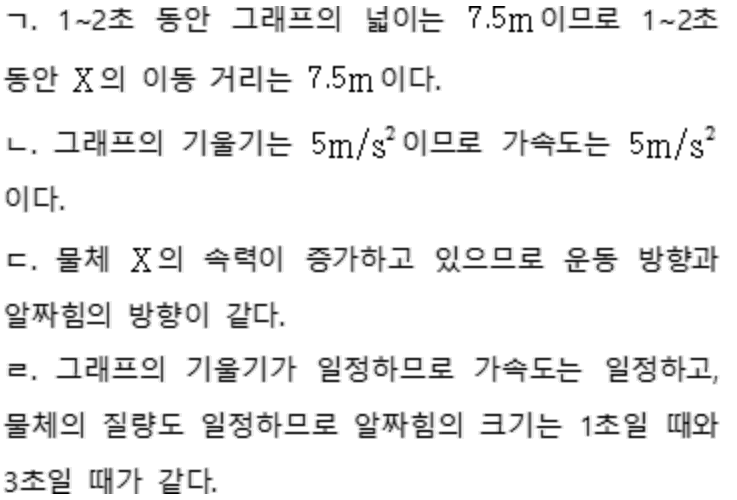 ㄱ. 1~2초 동안 그래프의 넓이는 7.5m이므로 1~2초
동안 X의 이동 거리는 7.5m이다.
ㄴ. 그래프의 기울기는 5m/s²이므로 가속도는 5m/s²
이다.
ㄷ. 물체 X의 속력이 증가하고 있으므로 운동 방향과
알짜힘의 방향이 같다.
ㄹ. 그래프의 기울기가 일정하므로 가속도는 일정하고,
물체의 질량도 일정하므로 알짜힘의 크기는 1초일 때와
3초일 때가 같다.